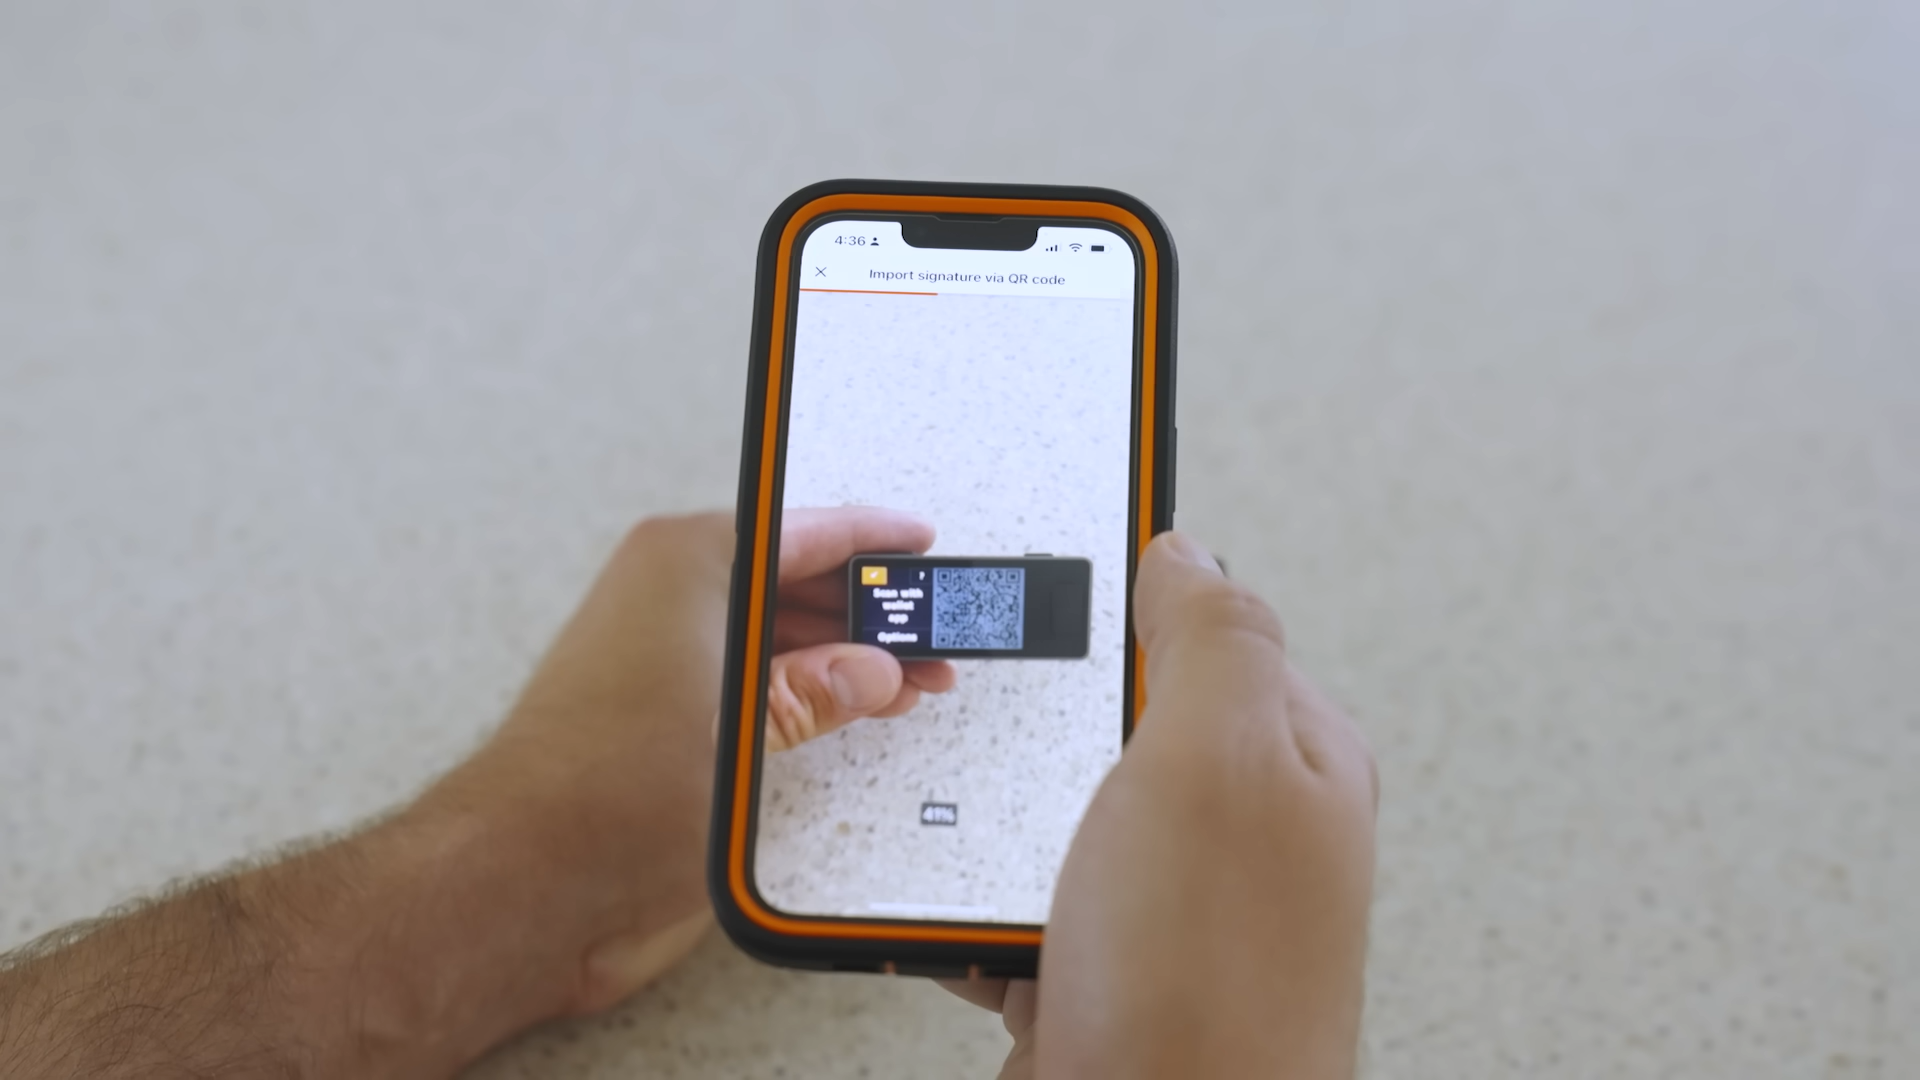 4:36
Import signature via QR code
?
Scan with
wallet
app
Options
41%